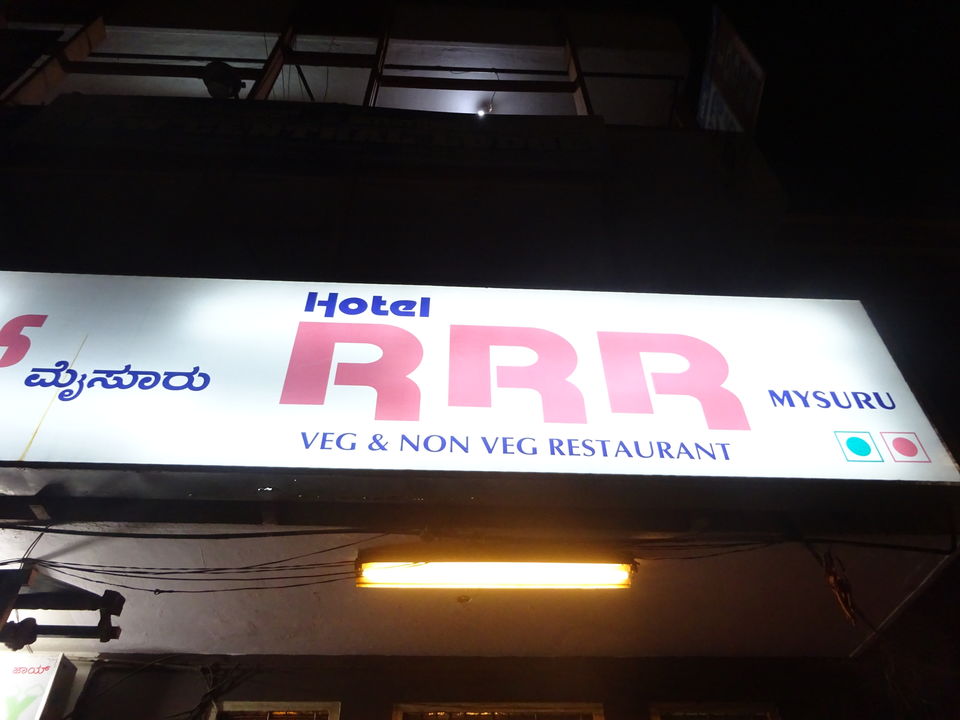 Hotel
RRR
VEG & NON VEG RESTAURANT
MYSURU
ಮೈಸೂರು